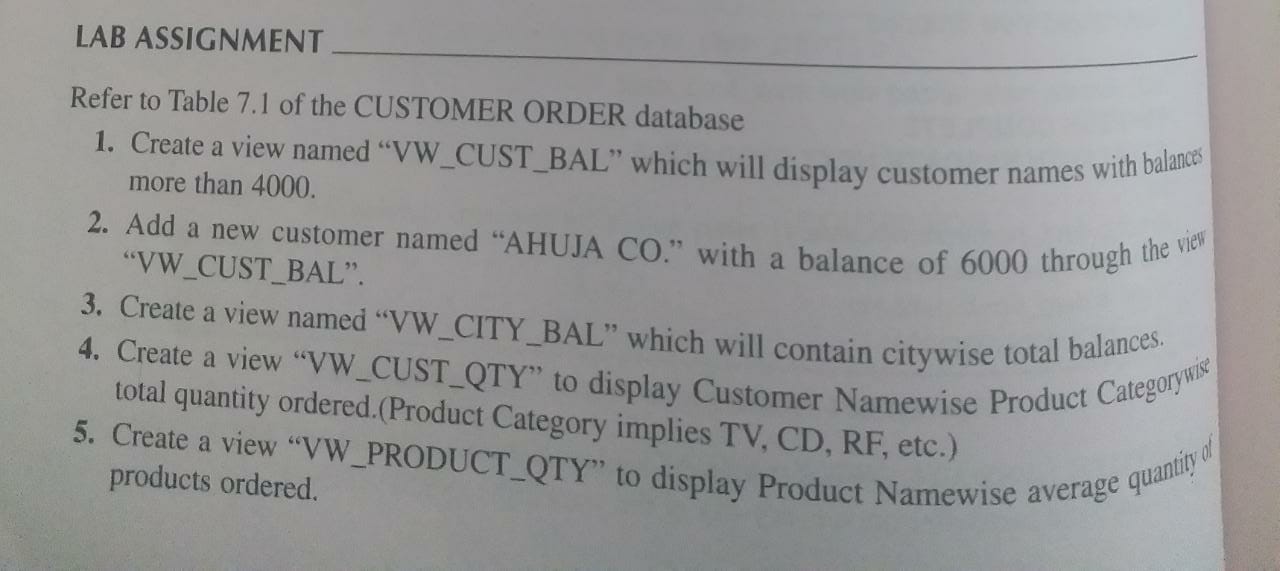 LAB ASSIGNMENT
Refer to Table 7.1 of the CUSTOMER ORDER database
1. Create a view named “VW_CUST_BAL” which will display customer names with balances
more than 4000.
2. Add a new customer named “AHUJA CO.” with a balance of 6000 through the view
“VW_CUST_BAL”.
3. Create a view named “VW_CITY_BAL” which will contain citywise total balances.
4. Create a view “VW_CUST_QTY” to display Customer Namewise Product Categorywise
total quantity ordered.(Product Category implies TV, CD, RF, etc.)
5. Create a view “VW_PRODUCT_QTY” to display Product Namewise average quantity of
products ordered.